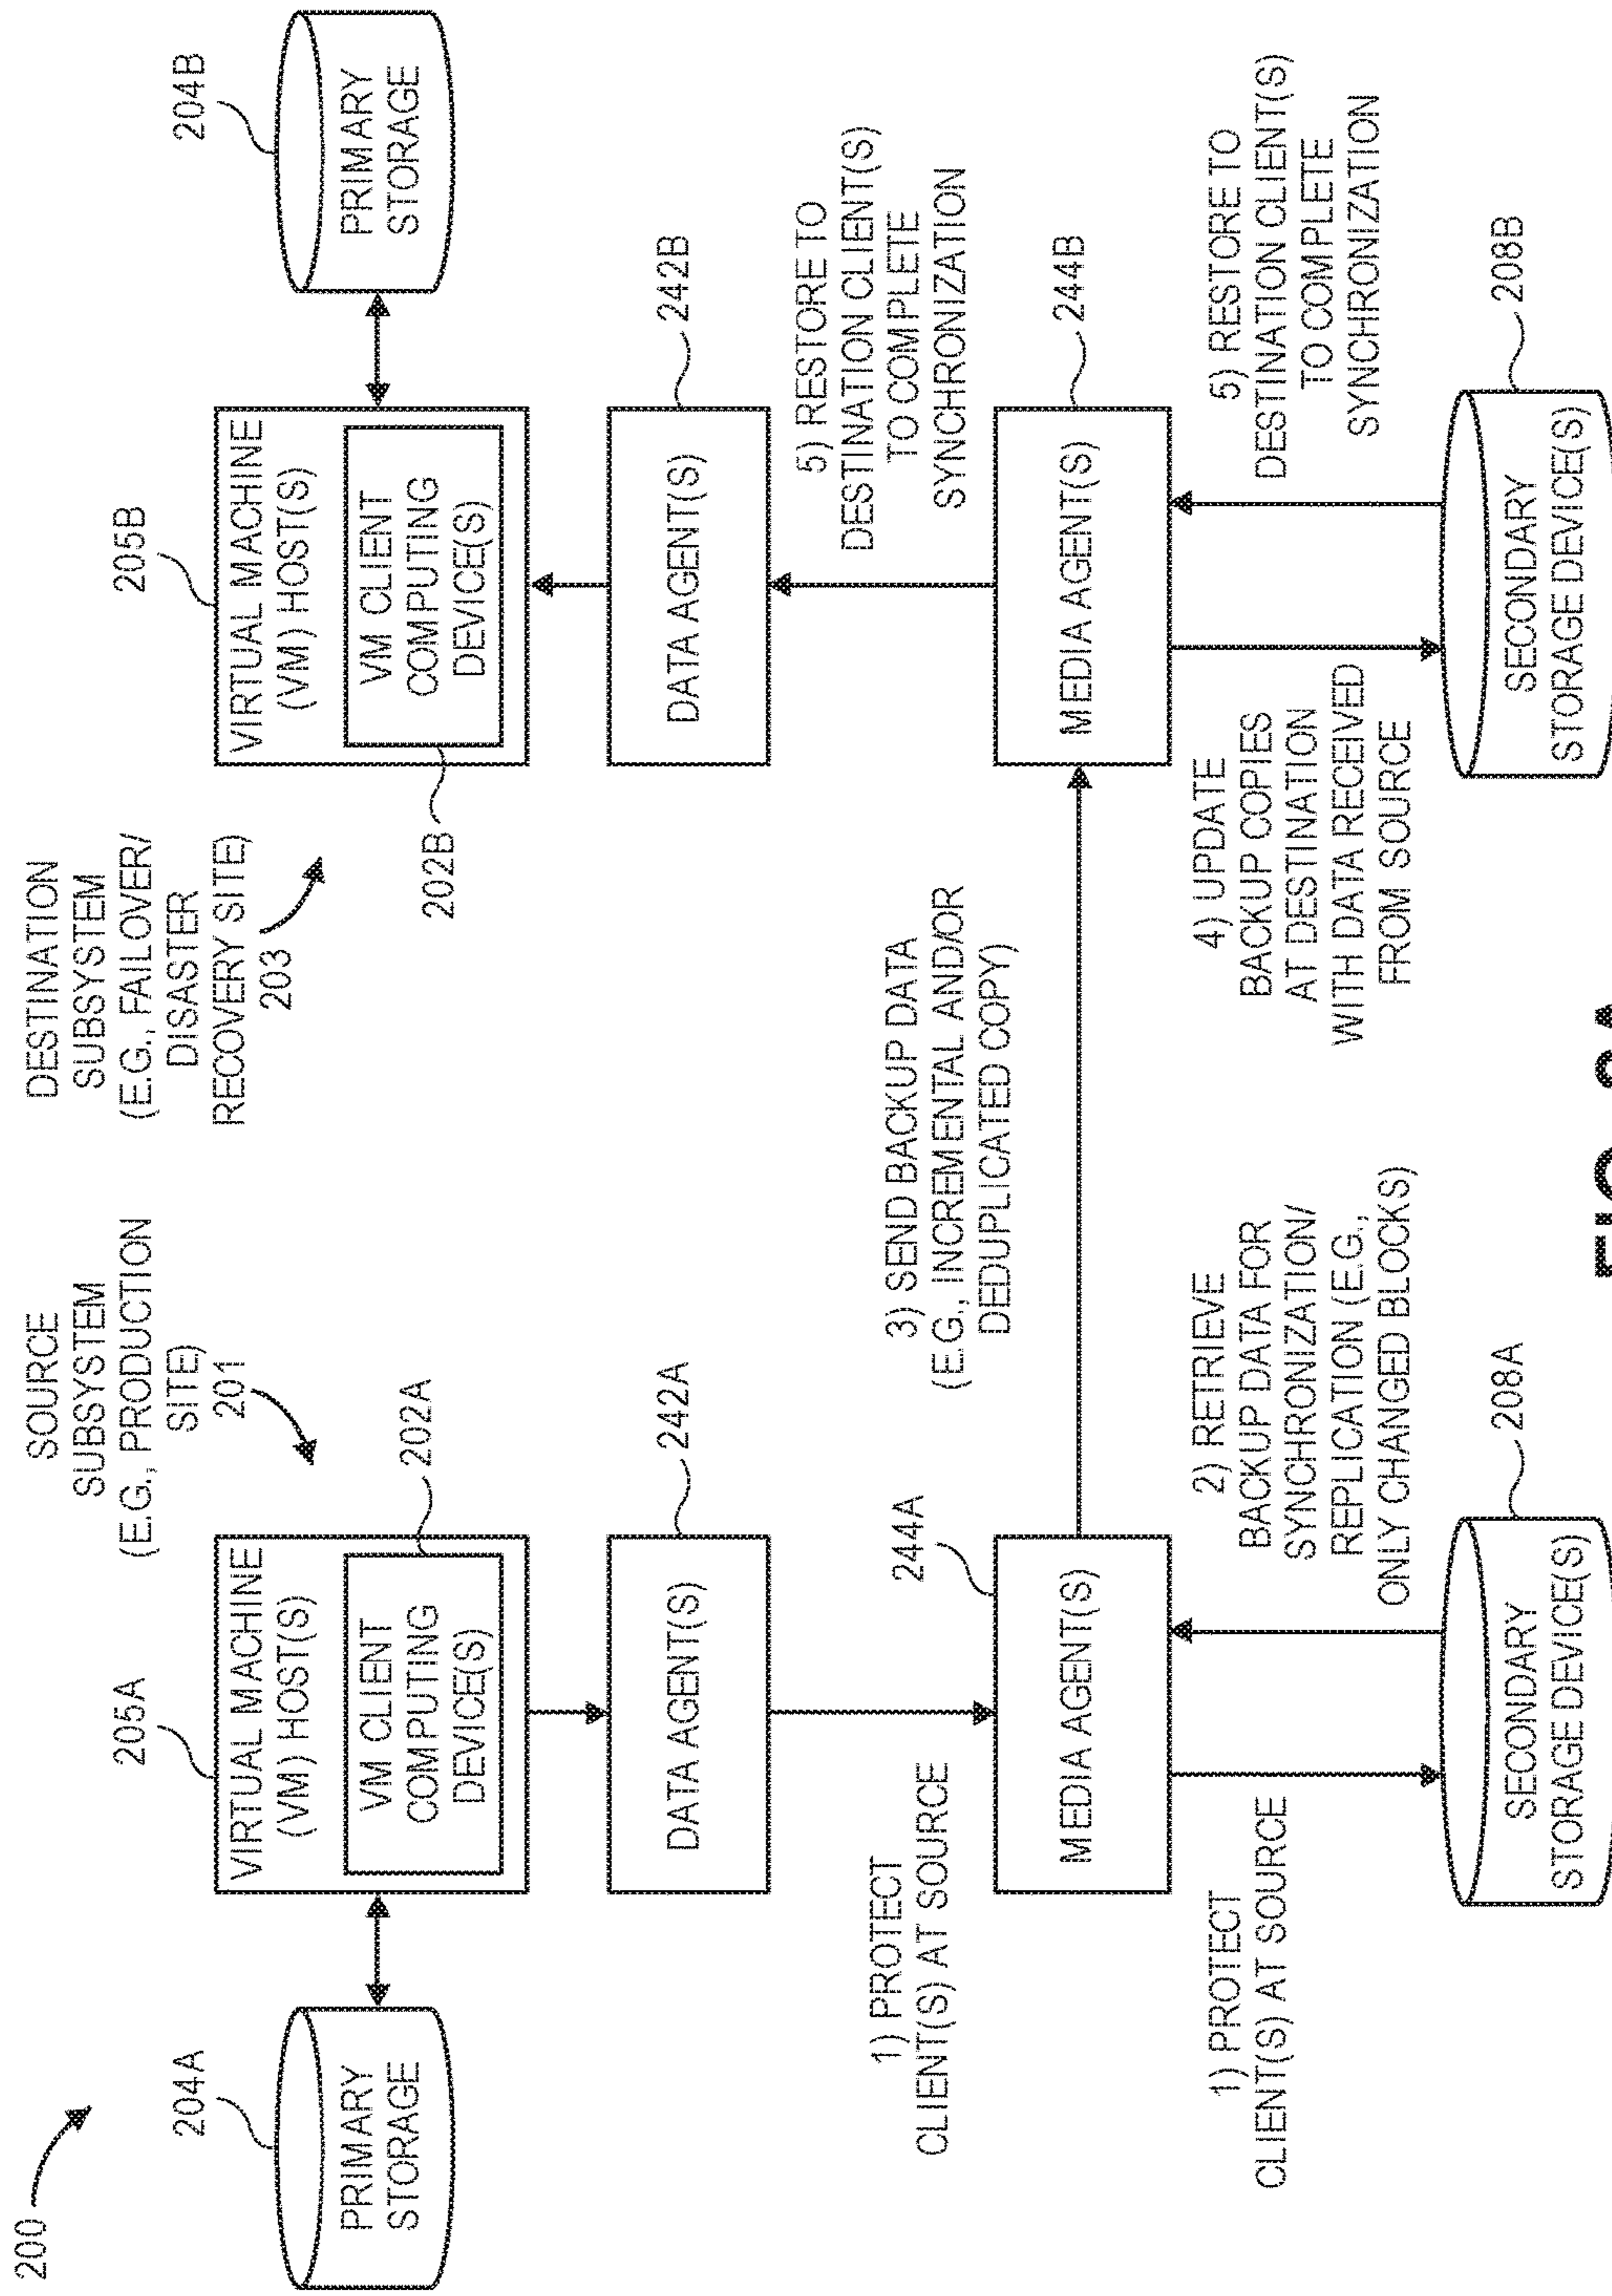 200
SOURCE
SUBSYSTEM
(E.G., PRODUCTION
SITE)
201
DESTINATION
SUBSYSTEM
(E.G., FAILOVER/
DISASTER
RECOVERY SITE)
203
204A
PRIMARY
STORAGE
205A
VIRTUAL MACHINE
(VM) HOST(S)
VM CLIENT
COMPUTING
DEVICE(S)
202A
205B
VIRTUAL MACHINE
(VM) HOST(S)
VM CLIENT
COMPUTING
DEVICE(S)
202B
204B
PRIMARY
STORAGE
DATA AGENT(S)
242A
DATA AGENT(S)
242B
1) PROTECT
CLIENT(S) AT SOURCE
3) SEND BACKUP DATA
(E.G., INCREMENTAL AND/OR
DEDUPLICATED COPY)
5) RESTORE TO
DESTINATION CLIENT(S)
TO COMPLETE
SYNCHRONIZATION
244A
MEDIA AGENT(S)
MEDIA AGENT(S)
244B
1) PROTECT
CLIENT(S) AT SOURCE
2) RETRIEVE
BACKUP DATA FOR
SYNCHRONIZATION/
REPLICATION (E.G.,
ONLY CHANGED BLOCKS)
4) UPDATE
BACKUP COPIES
AT DESTINATION
WITH DATA RECEIVED
FROM SOURCE
5) RESTORE TO
DESTINATION CLIENT(S)
TO COMPLETE
SYNCHRONIZATION
SECONDARY
STORAGE DEVICE(S)
208A
SECONDARY
STORAGE DEVICE(S)
208B